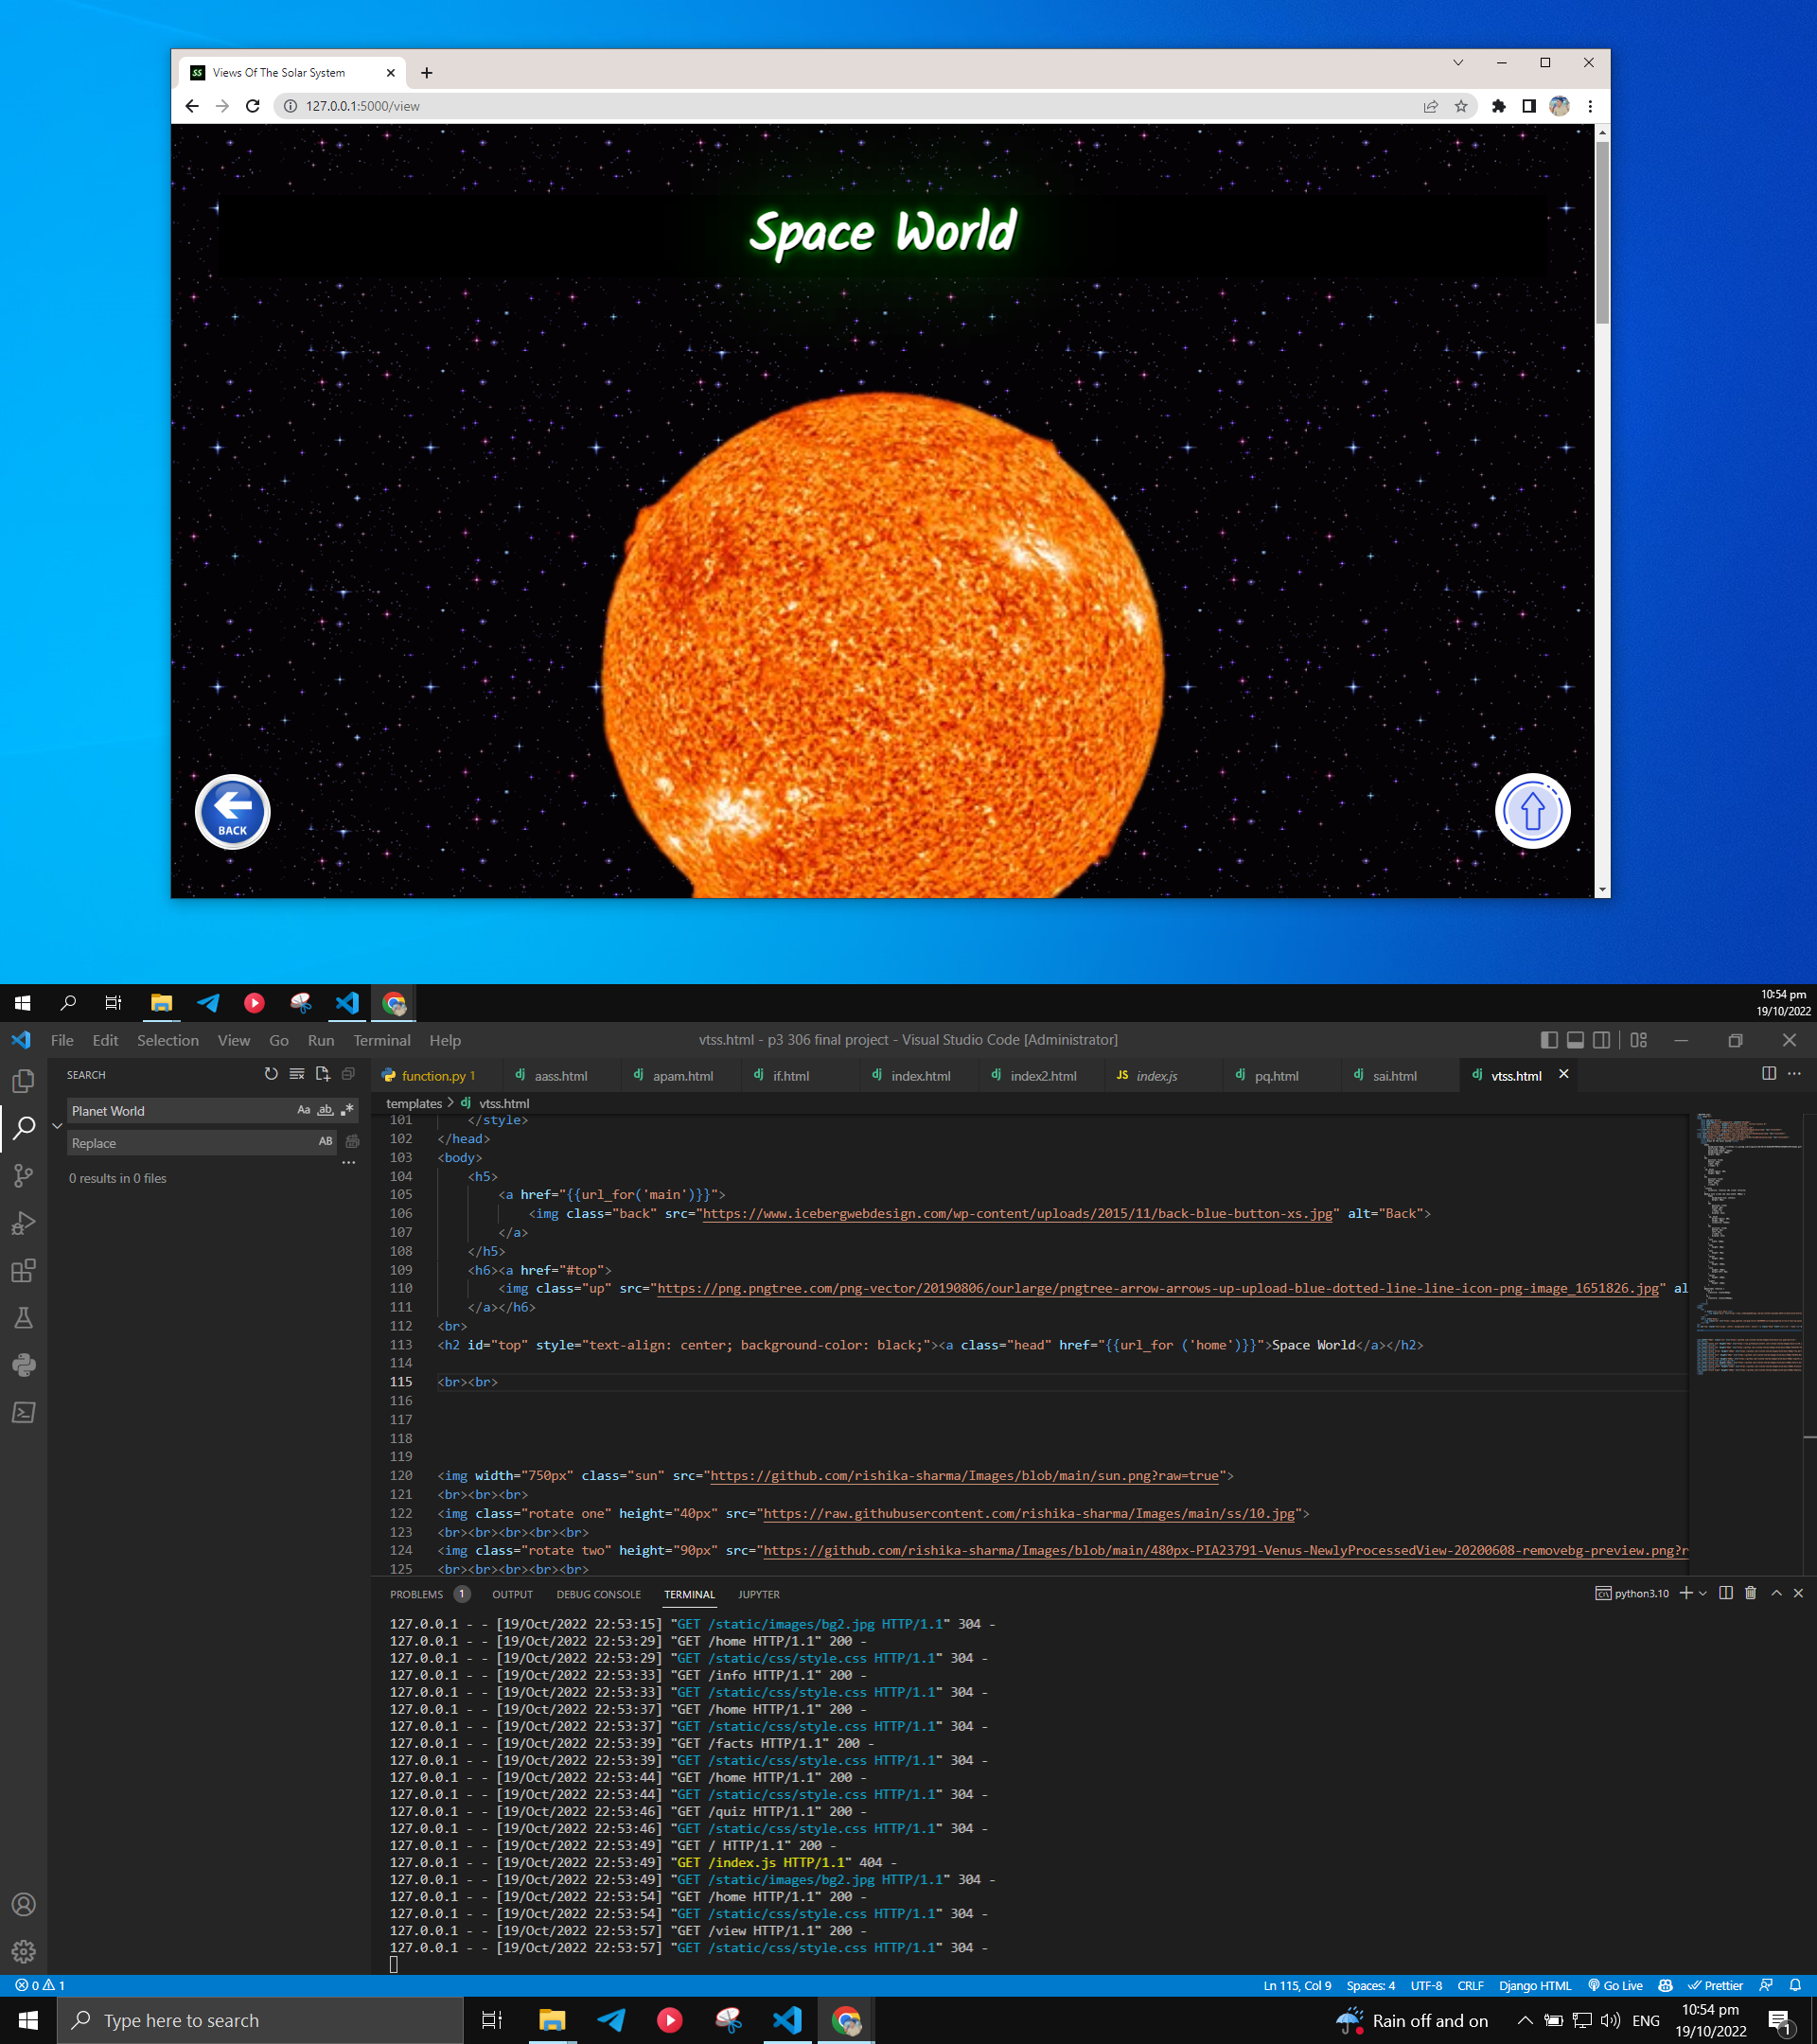 SS Views Of The Solar System
127.0.0.1:5000/view
Space World
BACK
10:54 pm
19/10/2022
File Edit Selection View Go Run Terminal Help
vtss.html - p3 306 final project - Visual Studio Code [Administrator]
SEARCH
Planet World
Aa ab .*
Replace
AB
0 results in 0 files
function.py 1 aass.html apam.html if.html index.html index2.html JS index.js pq.html sai.html vtss.html
templates > vtss.html
101 </style>
102 </head>
103 <body>
104 <h5>
105 <a href="{{url_for('main')}}">
106 <img class="back" src="https://www.icebergwebdesign.com/wp-content/uploads/2015/11/back-blue-button-xs.jpg" alt="Back">
107 </a>
108 </h5>
109 <h6><a href="#top">
110 <img class="up" src="https://png.pngtree.com/png-vector/20190806/ourlarge/pngtree-arrow-arrows-up-upload-blue-dotted-line-line-icon-png-image_1651826.jpg" al
111 </a></h6>
112 <br>
113 <h2 id="top" style="text-align: center; background-color: black;"><a class="head" href="{{url_for ('home')}}">Space World</a></h2>
114
115 <br><br>
116
117
118
119
120 <img width="750px" class="sun" src="https://github.com/rishika-sharma/Images/blob/main/sun.png?raw=true">
121 <br><br><br>
122 <img class="rotate one" height="40px" src="https://raw.githubusercontent.com/rishika-sharma/Images/main/ss/10.jpg">
123 <br><br><br><br><br>
124 <img class="rotate two" height="90px" src="https://github.com/rishika-sharma/Images/blob/main/480px-PIA23791-Venus-NewlyProcessedView-20200608-removebg-preview.png?r
125 <br><br><br><br><br>
PROBLEMS 1 OUTPUT DEBUG CONSOLE TERMINAL JUPYTER
python3.10
127.0.0.1 - - [19/Oct/2022 22:53:15] "GET /static/images/bg2.jpg HTTP/1.1" 304 -
127.0.0.1 - - [19/Oct/2022 22:53:29] "GET /home HTTP/1.1" 200 -
127.0.0.1 - - [19/Oct/2022 22:53:29] "GET /static/css/style.css HTTP/1.1" 304 -
127.0.0.1 - - [19/Oct/2022 22:53:33] "GET /info HTTP/1.1" 200 -
127.0.0.1 - - [19/Oct/2022 22:53:33] "GET /static/css/style.css HTTP/1.1" 304 -
127.0.0.1 - - [19/Oct/2022 22:53:37] "GET /home HTTP/1.1" 200 -
127.0.0.1 - - [19/Oct/2022 22:53:37] "GET /static/css/style.css HTTP/1.1" 304 -
127.0.0.1 - - [19/Oct/2022 22:53:39] "GET /facts HTTP/1.1" 200 -
127.0.0.1 - - [19/Oct/2022 22:53:39] "GET /static/css/style.css HTTP/1.1" 304 -
127.0.0.1 - - [19/Oct/2022 22:53:44] "GET /home HTTP/1.1" 200 -
127.0.0.1 - - [19/Oct/2022 22:53:44] "GET /static/css/style.css HTTP/1.1" 304 -
127.0.0.1 - - [19/Oct/2022 22:53:46] "GET /quiz HTTP/1.1" 200 -
127.0.0.1 - - [19/Oct/2022 22:53:46] "GET /static/css/style.css HTTP/1.1" 304 -
127.0.0.1 - - [19/Oct/2022 22:53:49] "GET / HTTP/1.1" 200 -
127.0.0.1 - - [19/Oct/2022 22:53:49] "GET /index.js HTTP/1.1" 404 -
127.0.0.1 - - [19/Oct/2022 22:53:49] "GET /static/images/bg2.jpg HTTP/1.1" 304 -
127.0.0.1 - - [19/Oct/2022 22:53:54] "GET /home HTTP/1.1" 200 -
127.0.0.1 - - [19/Oct/2022 22:53:54] "GET /static/css/style.css HTTP/1.1" 304 -
127.0.0.1 - - [19/Oct/2022 22:53:57] "GET /view HTTP/1.1" 200 -
127.0.0.1 - - [19/Oct/2022 22:53:57] "GET /static/css/style.css HTTP/1.1" 304 -
0 1 Ln 115, Col 9 Spaces: 4 UTF-8 CRLF Django HTML Go Live Prettier
Type here to search
Rain off and on ENG 10:54 pm
19/10/2022 1